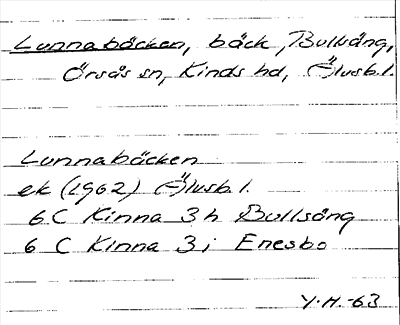 Lunnabäcken, bäck, Bullsäng,
Örsås sn, Kinds hd, Älvsb.l.
Lunnabäcken
ek (1962) Älvsb.l.
6 C Kinna 3 h Bullsäng
6 C Kinna 3 i Enesbo
Y.H.-63